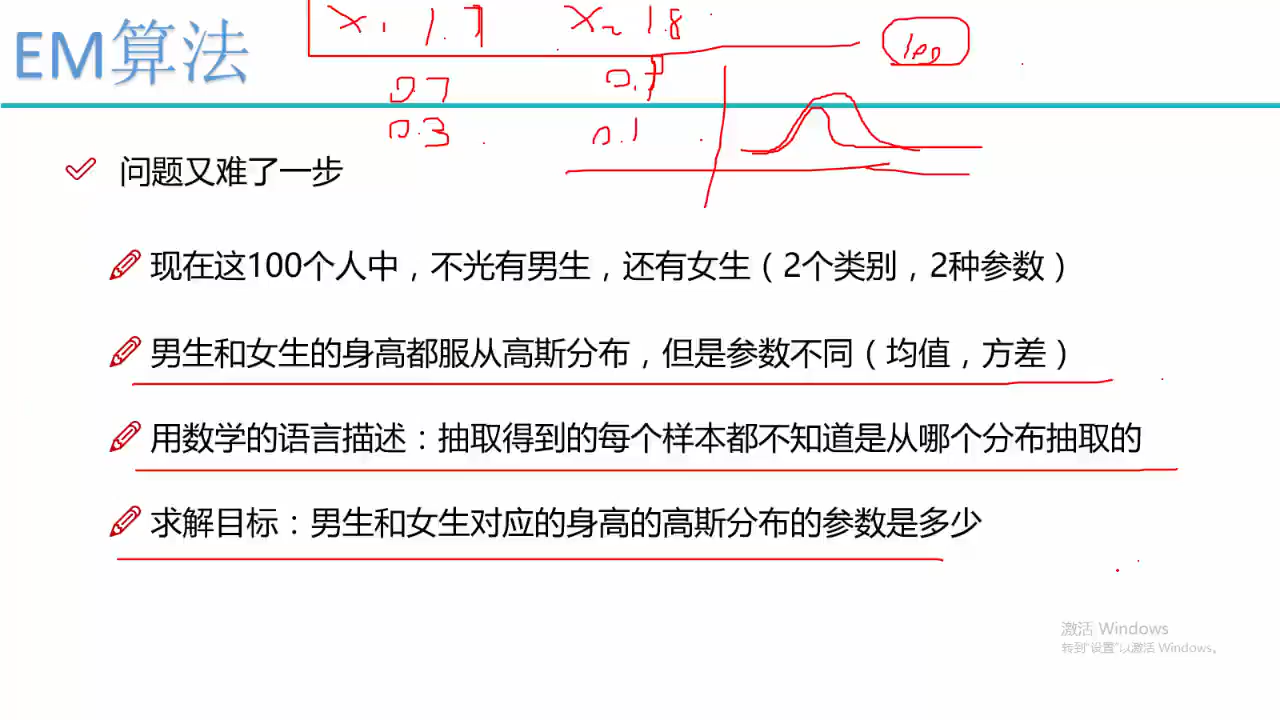 X₁ 1.7 X₂ 1.8
EM算法
100
0.7
0.3 0.1
问题又难了一步
现在这100个人中，不光有男生，还有女生（2个类别，2种参数）
男生和女生的身高都服从高斯分布，但是参数不同（均值，方差）
用数学的语言描述：抽取得到的每个样本都不知道是从哪个分布抽取的
求解目标：男生和女生对应的身高的高斯分布的参数是多少
激活 Windows
转到“设置”以激活 Windows。